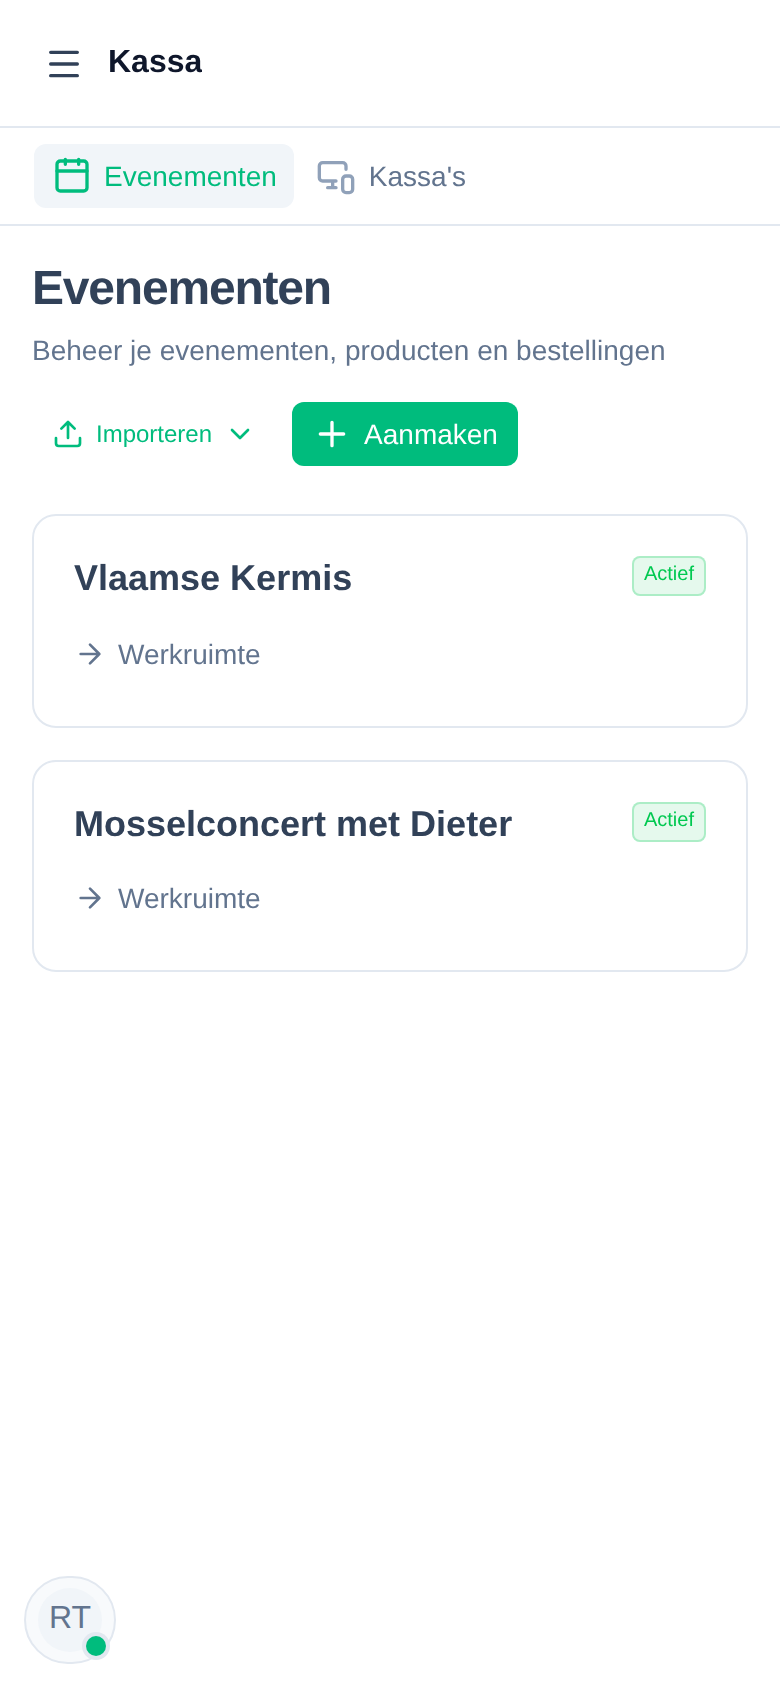 Kassa
Evenementen
Kassa's
Evenementen
Beheer je evenementen, producten en bestellingen
Importeren
Aanmaken
Vlaamse Kermis
Actief
Werkruimte
Mosselconcert met Dieter
Actief
Werkruimte
RT